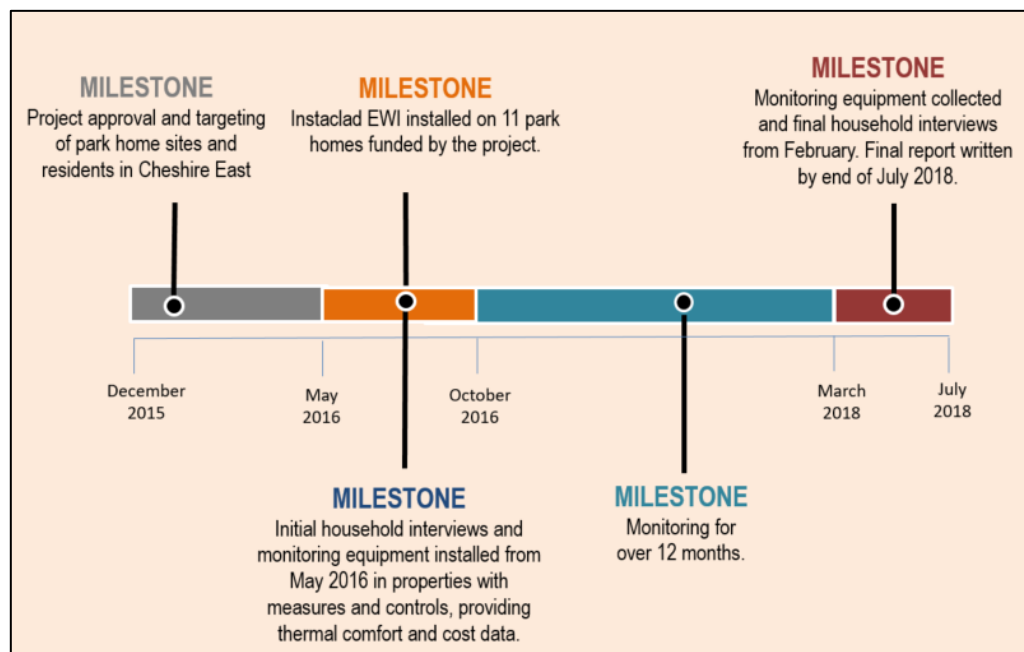 MILESTONE
Project approval and targeting
of park home sites and
residents in Cheshire East
MILESTONE
Instaclad EWI installed on 11 park
homes funded by the project.
MILESTONE
Monitoring equipment collected
and final household interviews
from February. Final report written
by end of July 2018.
December
2015
May
2016
October
2016
March
2018
July
2018
MILESTONE
Initial household interviews and
monitoring equipment installed from
May 2016 in properties with
measures and controls, providing
thermal comfort and cost data.
MILESTONE
Monitoring for
over 12 months.